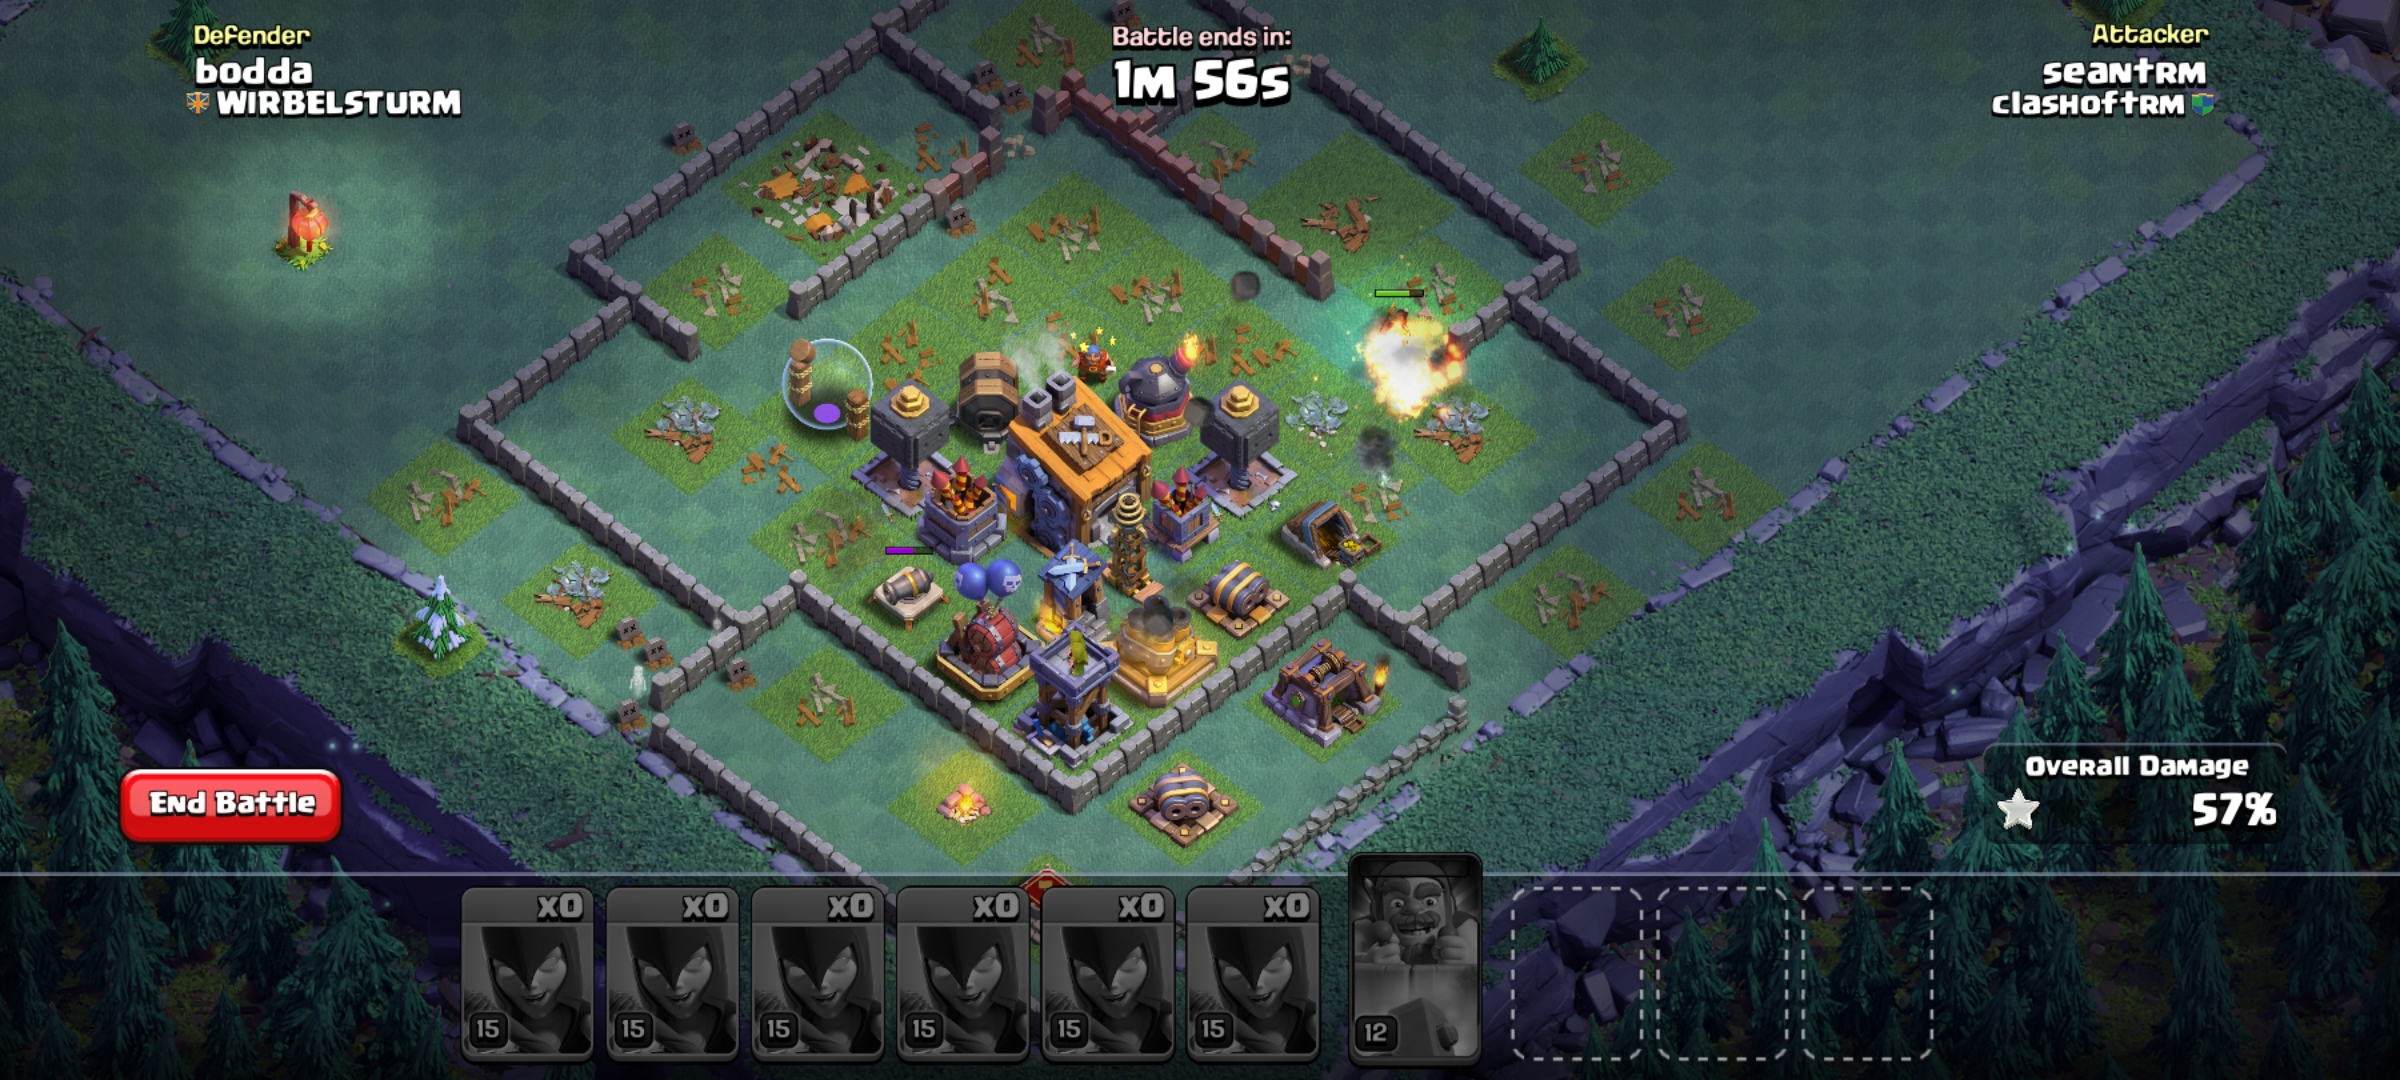 Defender
bodda
WIRBELSTURM
Battle ends in:
1M 56s
Attacker
seantRM
clashoftRM
End Battle
Overall Damage
57%
x0
x0
x0
x0
x0
x0
15
15
15
15
15
15
12